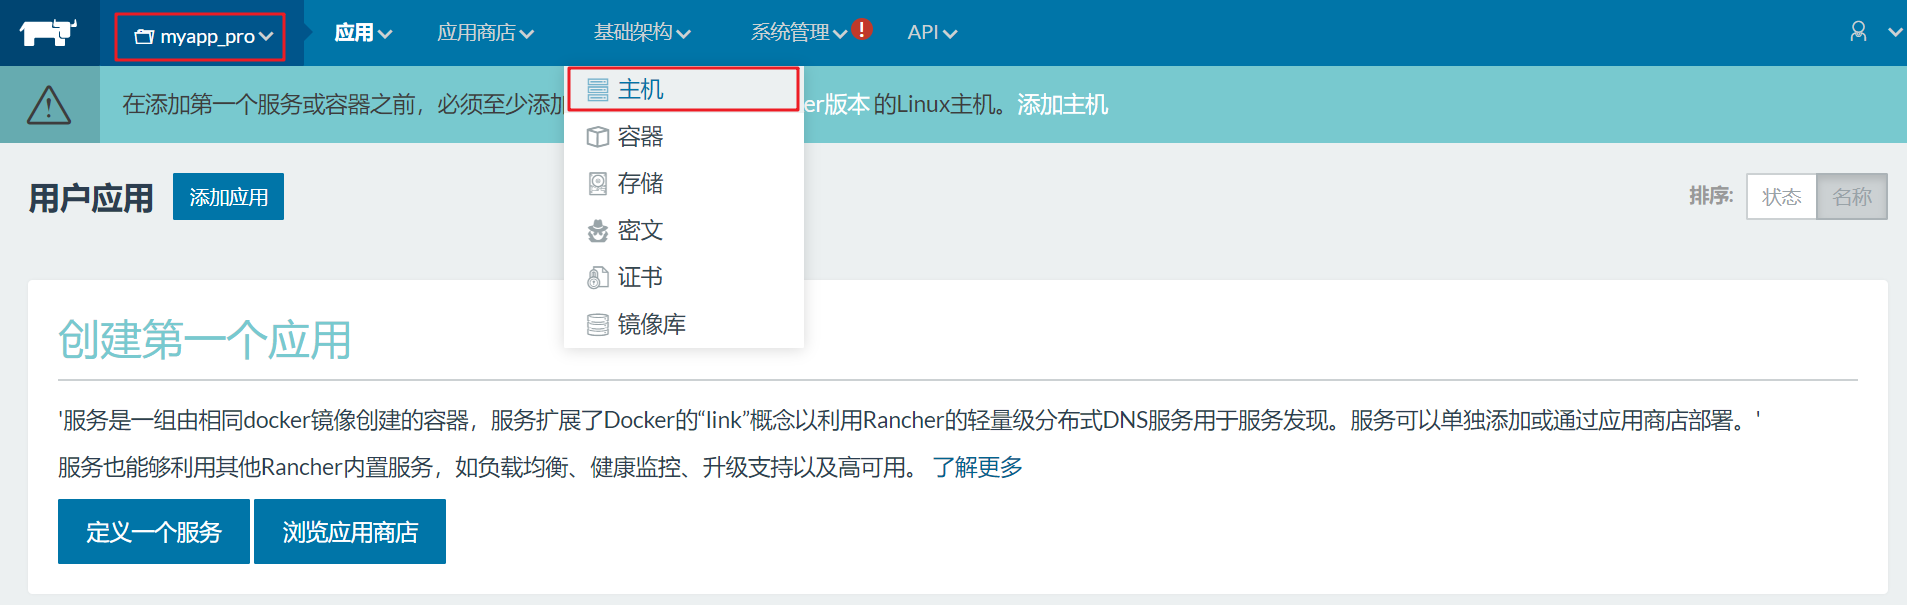 myapp_pro 应用 应用商店 基础架构 系统管理 ! API
主机
在添加第一个服务或容器之前，必须至少添加 er版本 的Linux主机。添加主机
容器
用户应用 添加应用 存储 排序: 状态 名称
密文
证书
镜像库
创建第一个应用
'服务是一组由相同docker镜像创建的容器，服务扩展了Docker的“link”概念以利用Rancher的轻量级分布式DNS服务用于服务发现。服务可以单独添加或通过应用商店部署。'
服务也能够利用其他Rancher内置服务，如负载均衡、健康监控、升级支持以及高可用。 了解更多
定义一个服务 浏览应用商店